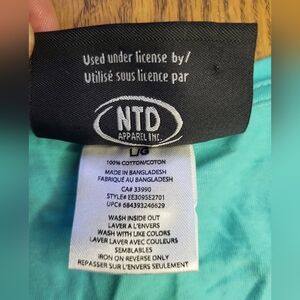 Used under license by/
Utilisé sous licence par
NTD
APPAREL INC.
L/G
100% COTTON/COTON
MADE IN BANGLADESH
FABRIQUÉ AU BANGLADESH
CA# 33990
STYLE# EE309SE2701
UPC# 684393246629
WASH INSIDE OUT
LAVER A L'ENVERS
WASH WITH LIKE COLORS
LAVER LAVER AVEC COULEURS
SEMBLABLES
IRON ON REVERSE ONLY
REPASSER SUR L'ENVERS SEULEMENT